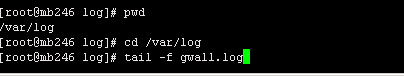 [root@mb246 log]# pwd
/var/log
[root@mb246 log]# cd /var/log
[root@mb246 log]# tail -f gwall.log